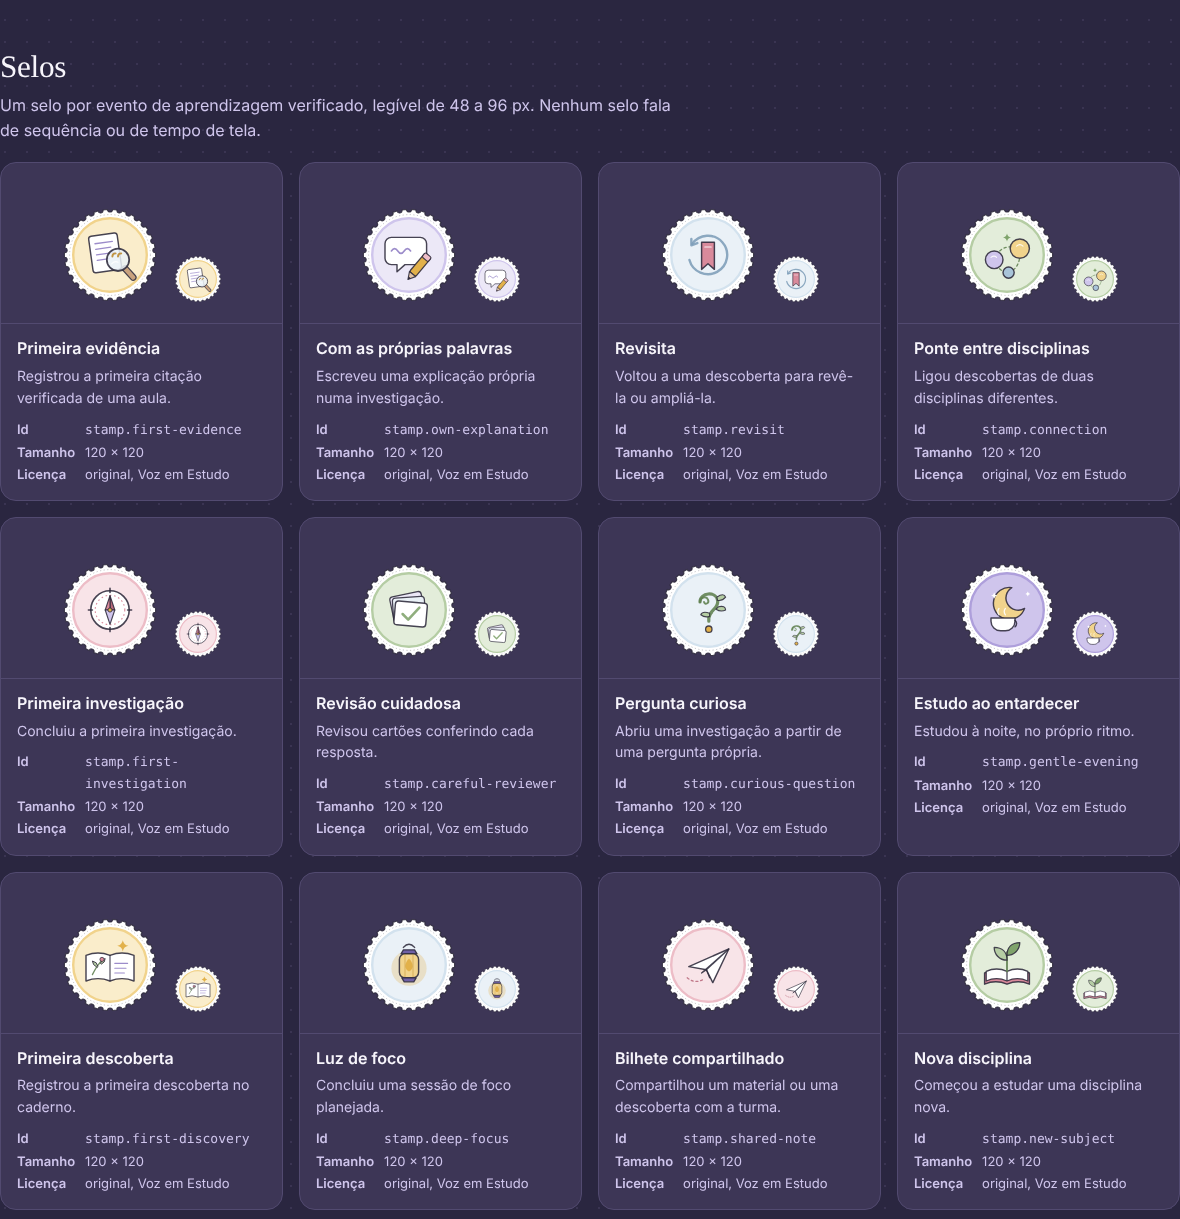 Selos
Um selo por evento de aprendizagem verificado, legível de 48 a 96 px. Nenhum selo fala
de sequência ou de tempo de tela.
Primeira evidência
Registrou a primeira citação
verificada de uma aula.
Id stamp.first-evidence
Tamanho 120 × 120
Licença original, Voz em Estudo
Com as próprias palavras
Escreveu uma explicação própria
numa investigação.
Id stamp.own-explanation
Tamanho 120 × 120
Licença original, Voz em Estudo
Revisita
Voltou a uma descoberta para revê-
la ou ampliá-la.
Id stamp.revisit
Tamanho 120 × 120
Licença original, Voz em Estudo
Ponte entre disciplinas
Ligou descobertas de duas
disciplinas diferentes.
Id stamp.connection
Tamanho 120 × 120
Licença original, Voz em Estudo
Primeira investigação
Concluiu a primeira investigação.
Id stamp.first-
investigation
Tamanho 120 × 120
Licença original, Voz em Estudo
Revisão cuidadosa
Revisou cartões conferindo cada
resposta.
Id stamp.careful-reviewer
Tamanho 120 × 120
Licença original, Voz em Estudo
Pergunta curiosa
Abriu uma investigação a partir de
uma pergunta própria.
Id stamp.curious-question
Tamanho 120 × 120
Licença original, Voz em Estudo
Estudo ao entardecer
Estudou à noite, no próprio ritmo.
Id stamp.gentle-evening
Tamanho 120 × 120
Licença original, Voz em Estudo
Primeira descoberta
Registrou a primeira descoberta no
caderno.
Id stamp.first-discovery
Tamanho 120 × 120
Licença original, Voz em Estudo
Luz de foco
Concluiu uma sessão de foco
planejada.
Id stamp.deep-focus
Tamanho 120 × 120
Licença original, Voz em Estudo
Bilhete compartilhado
Compartilhou um material ou uma
descoberta com a turma.
Id stamp.shared-note
Tamanho 120 × 120
Licença original, Voz em Estudo
Nova disciplina
Começou a estudar uma disciplina
nova.
Id stamp.new-subject
Tamanho 120 × 120
Licença original, Voz em Estudo